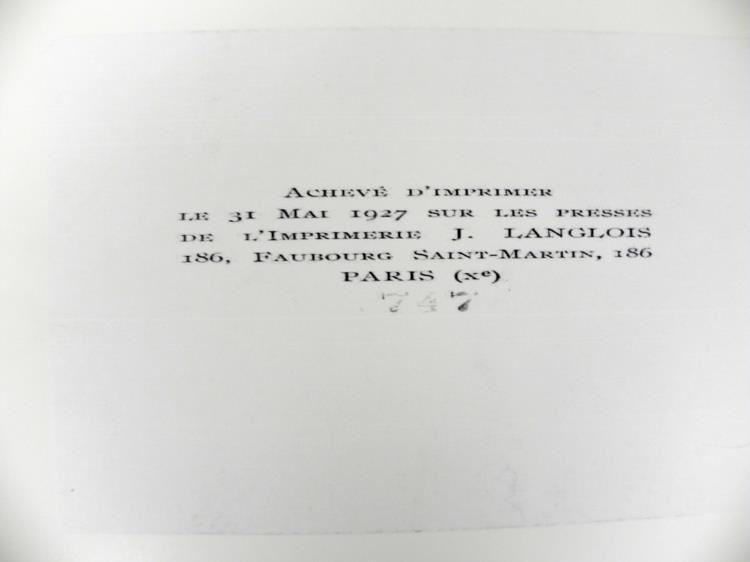 Achevé d'imprimer
le 31 Mai 1927 sur les presses
de l'Imprimerie J. LANGLOIS
186, Faubourg Saint-Martin, 186
PARIS (xe)
747